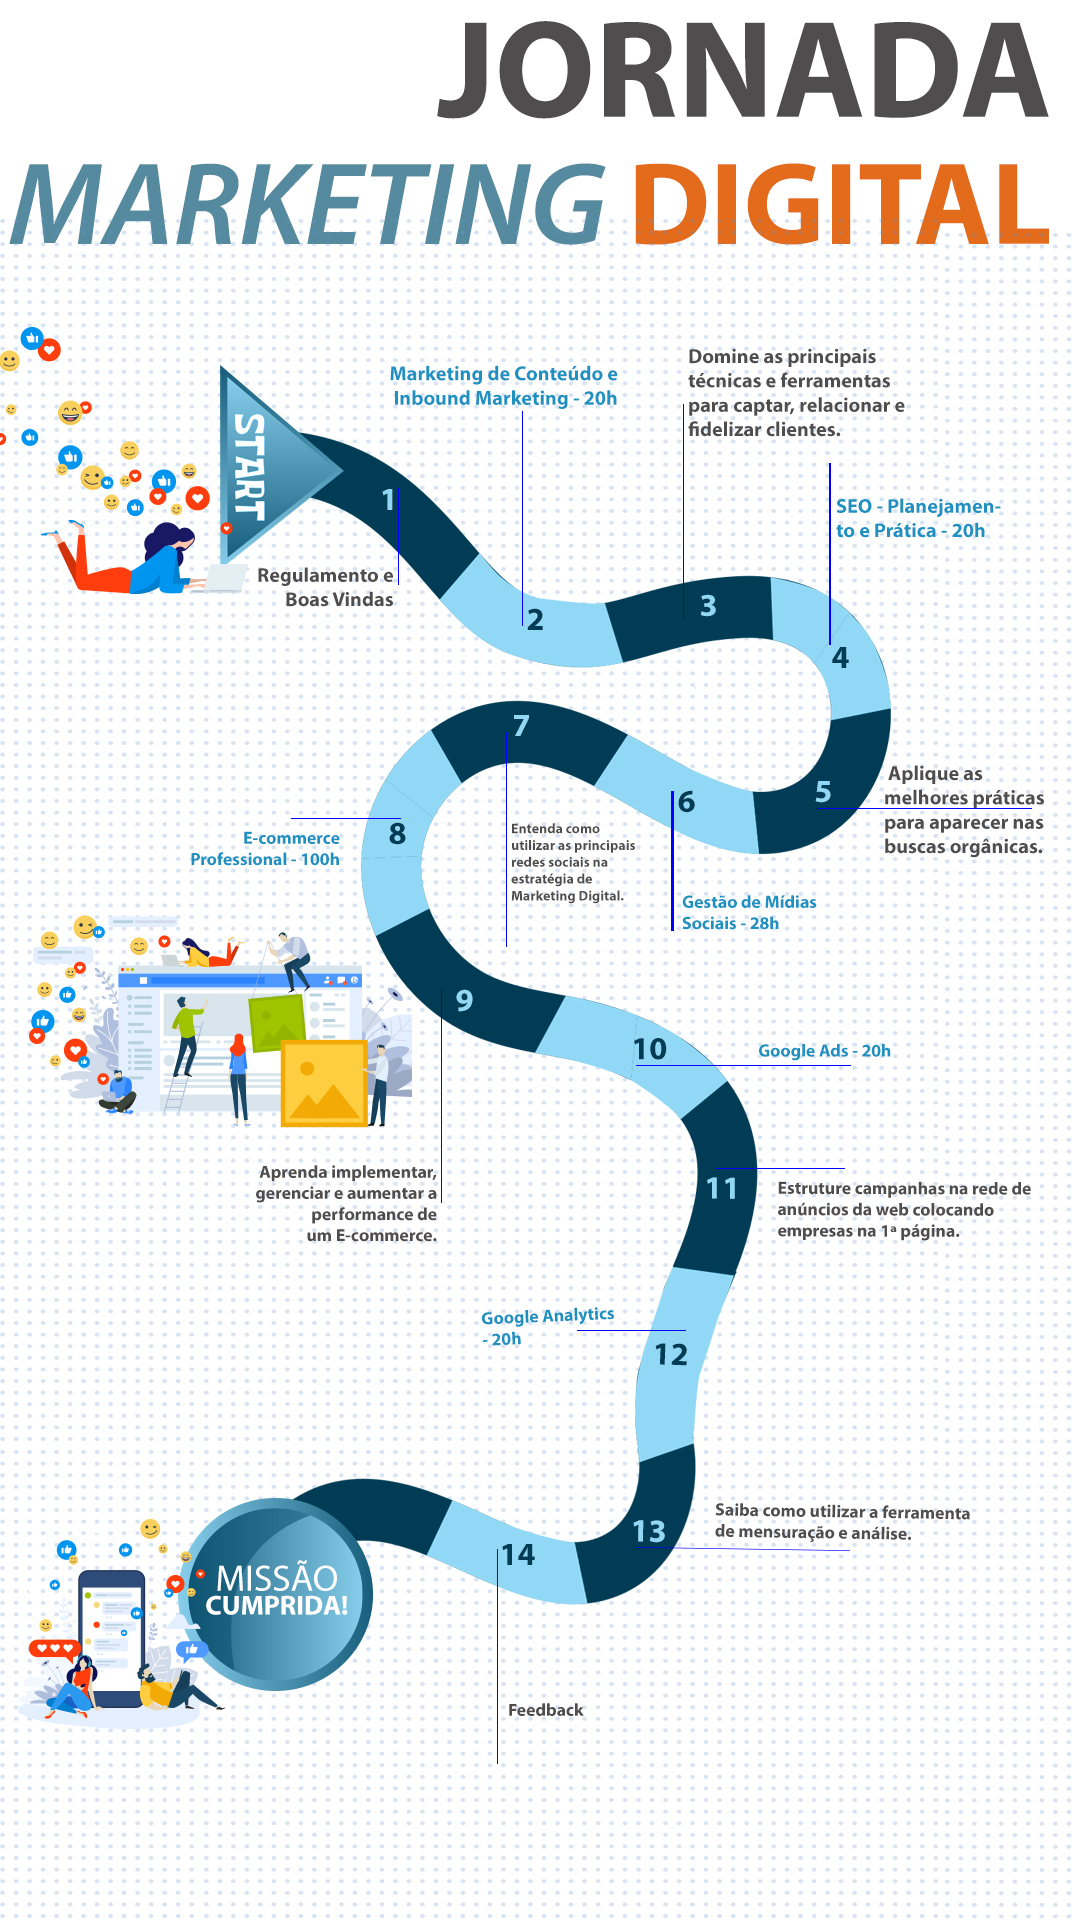 JORNADA
MARKETING DIGITAL
START
1
Regulamento e
Boas Vindas
Marketing de Conteúdo e
Inbound Marketing - 20h
2
Domine as principais
técnicas e ferramentas
para captar, relacionar e
fidelizar clientes.
3
SEO - Planejamen-
to e Prática - 20h
4
5
Aplique as
melhores práticas
para aparecer nas
buscas orgânicas.
6
Gestão de Mídias
Sociais - 28h
7
Entenda como
utilizar as principais
redes sociais na
estratégia de
Marketing Digital.
8
E-commerce
Professional - 100h
9
Aprenda implementar,
gerenciar e aumentar a
performance de
um E-commerce.
10
Google Ads - 20h
11
Estruture campanhas na rede de
anúncios da web colocando
empresas na 1ª página.
Google Analytics
- 20h
12
13
Saiba como utilizar a ferramenta
de mensuração e análise.
14
Feedback
MISSÃO
CUMPRIDA!